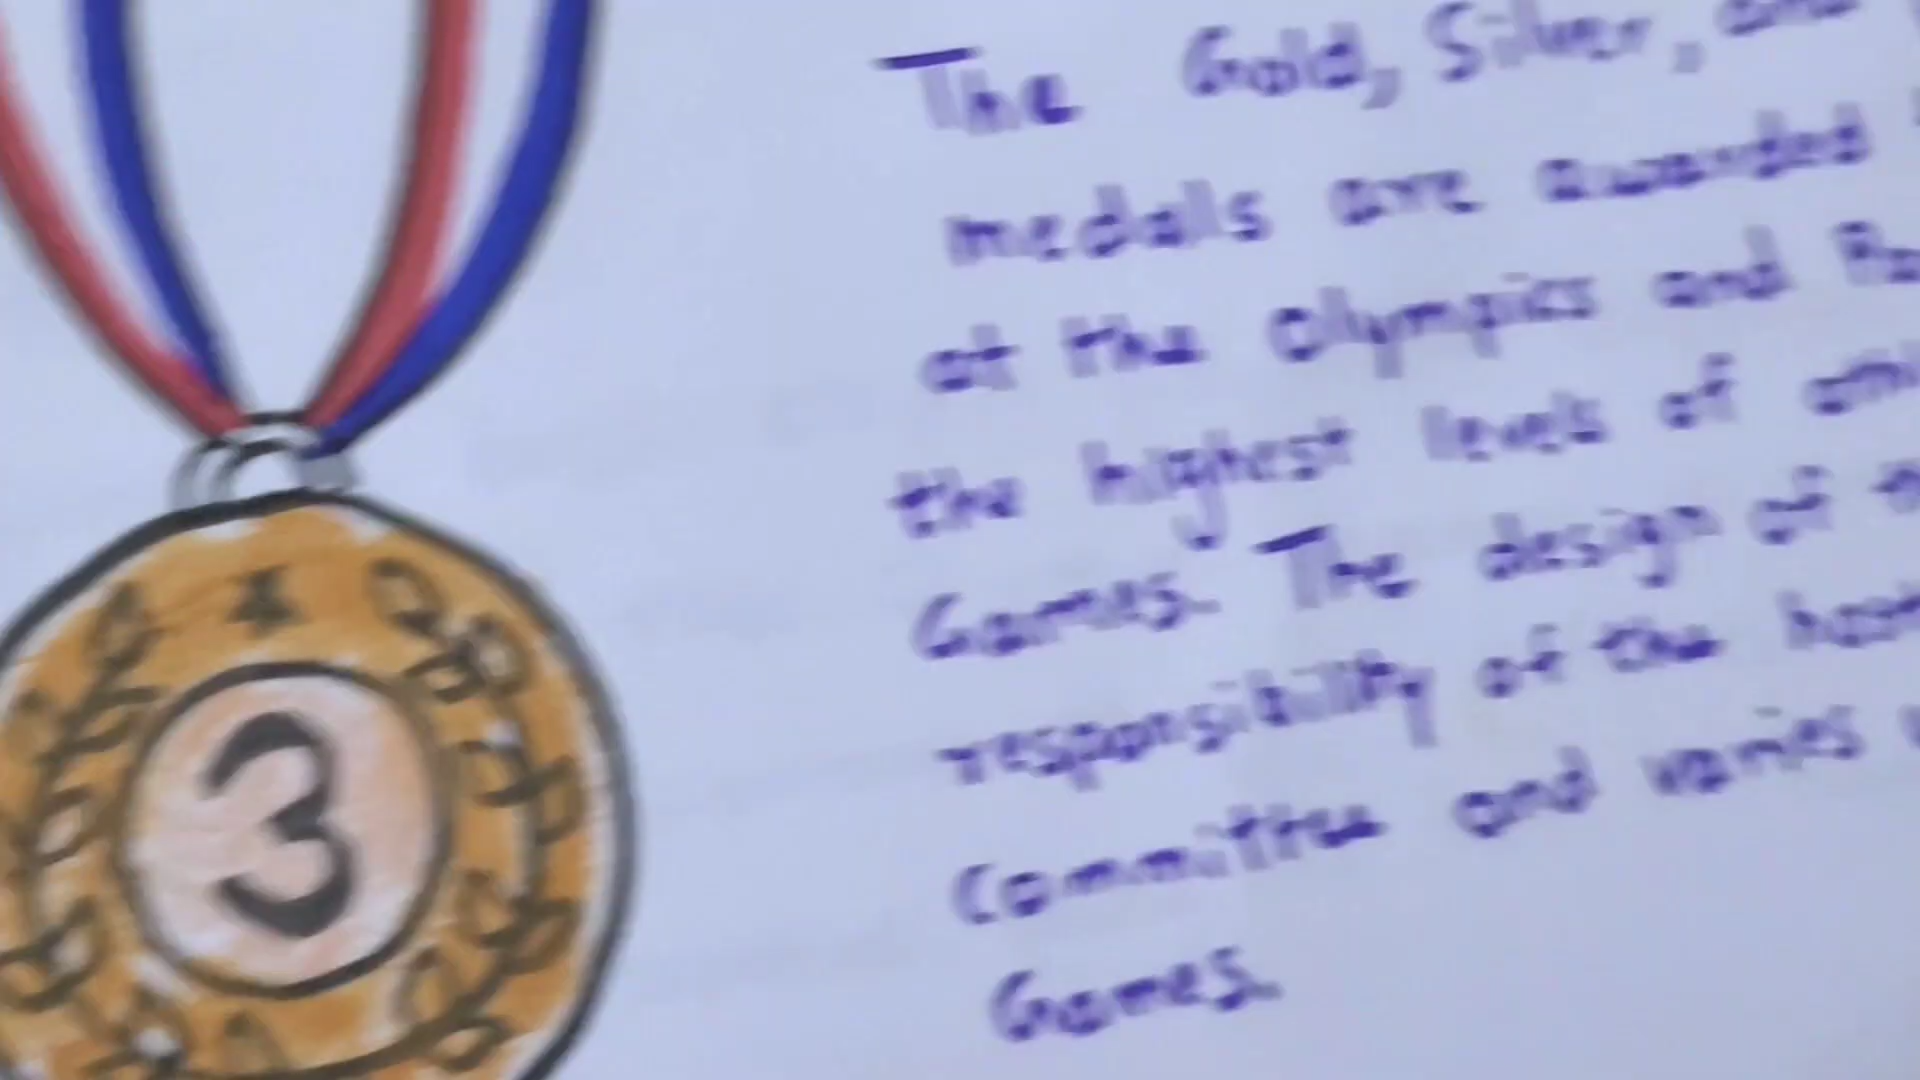 The Gold, Silver, and
medals are awarded
at the Olympics and
the highest levels of
Games. The design of
responsibility of the
Committee and varies
Games.
3